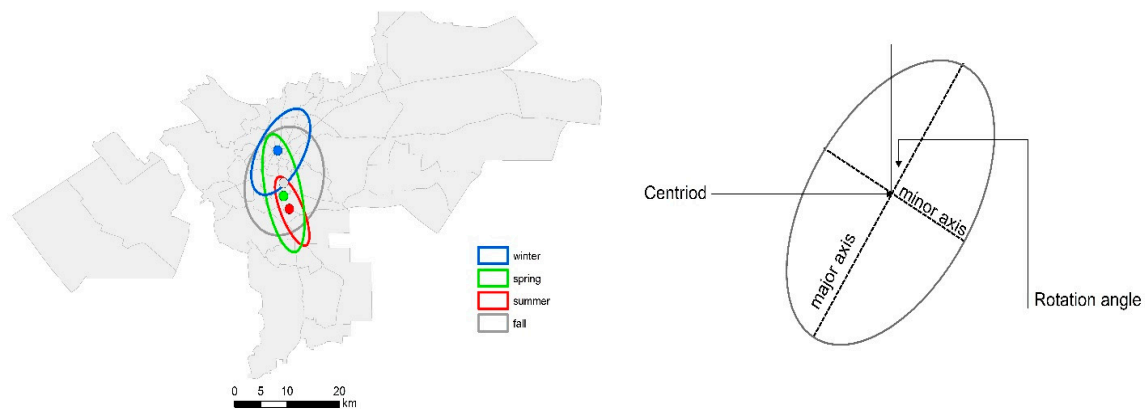 winter
spring
summer
fall
0 5 10 20
km
Centriod
minor axis
major axis
Rotation angle